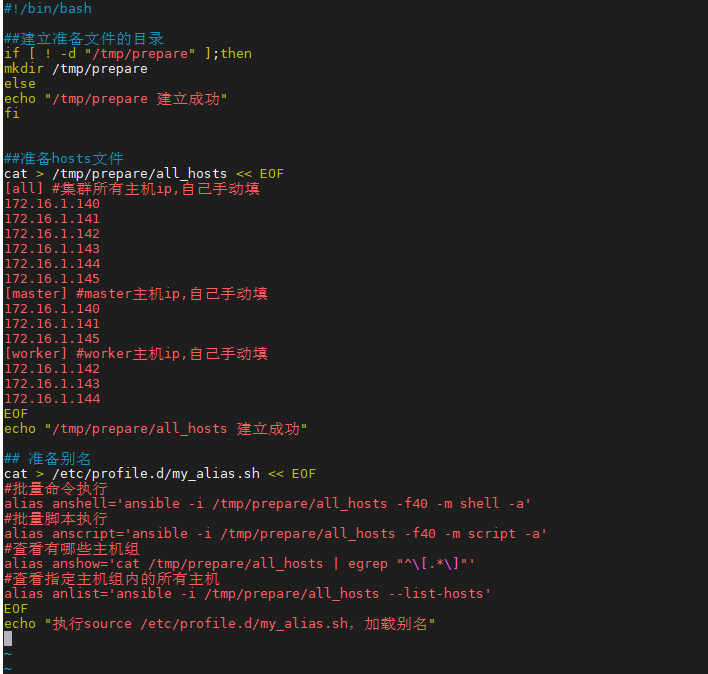 #!/bin/bash
##建立准备文件的目录
if [ ! -d "/tmp/prepare" ];then
mkdir /tmp/prepare
else
echo "/tmp/prepare 建立成功"
fi
##准备hosts文件
cat > /tmp/prepare/all_hosts << EOF
[all] #集群所有主机ip,自己手动填
172.16.1.140
172.16.1.141
172.16.1.142
172.16.1.143
172.16.1.144
172.16.1.145
[master] #master主机ip,自己手动填
172.16.1.140
172.16.1.141
172.16.1.145
[worker] #worker主机ip,自己手动填
172.16.1.142
172.16.1.143
172.16.1.144
EOF
echo "/tmp/prepare/all_hosts 建立成功"
## 准备别名
cat > /etc/profile.d/my_alias.sh << EOF
#批量命令执行
alias anshell='ansible -i /tmp/prepare/all_hosts -f40 -m shell -a'
#批量脚本执行
alias anscript='ansible -i /tmp/prepare/all_hosts -f40 -m script -a'
#查看有哪些主机组
alias anshow='cat /tmp/prepare/all_hosts | egrep "^\[.*\]"'
#查看指定主机组内的所有主机
alias anlist='ansible -i /tmp/prepare/all_hosts --list-hosts'
EOF
echo "执行source /etc/profile.d/my_alias.sh，加载别名"
~
~